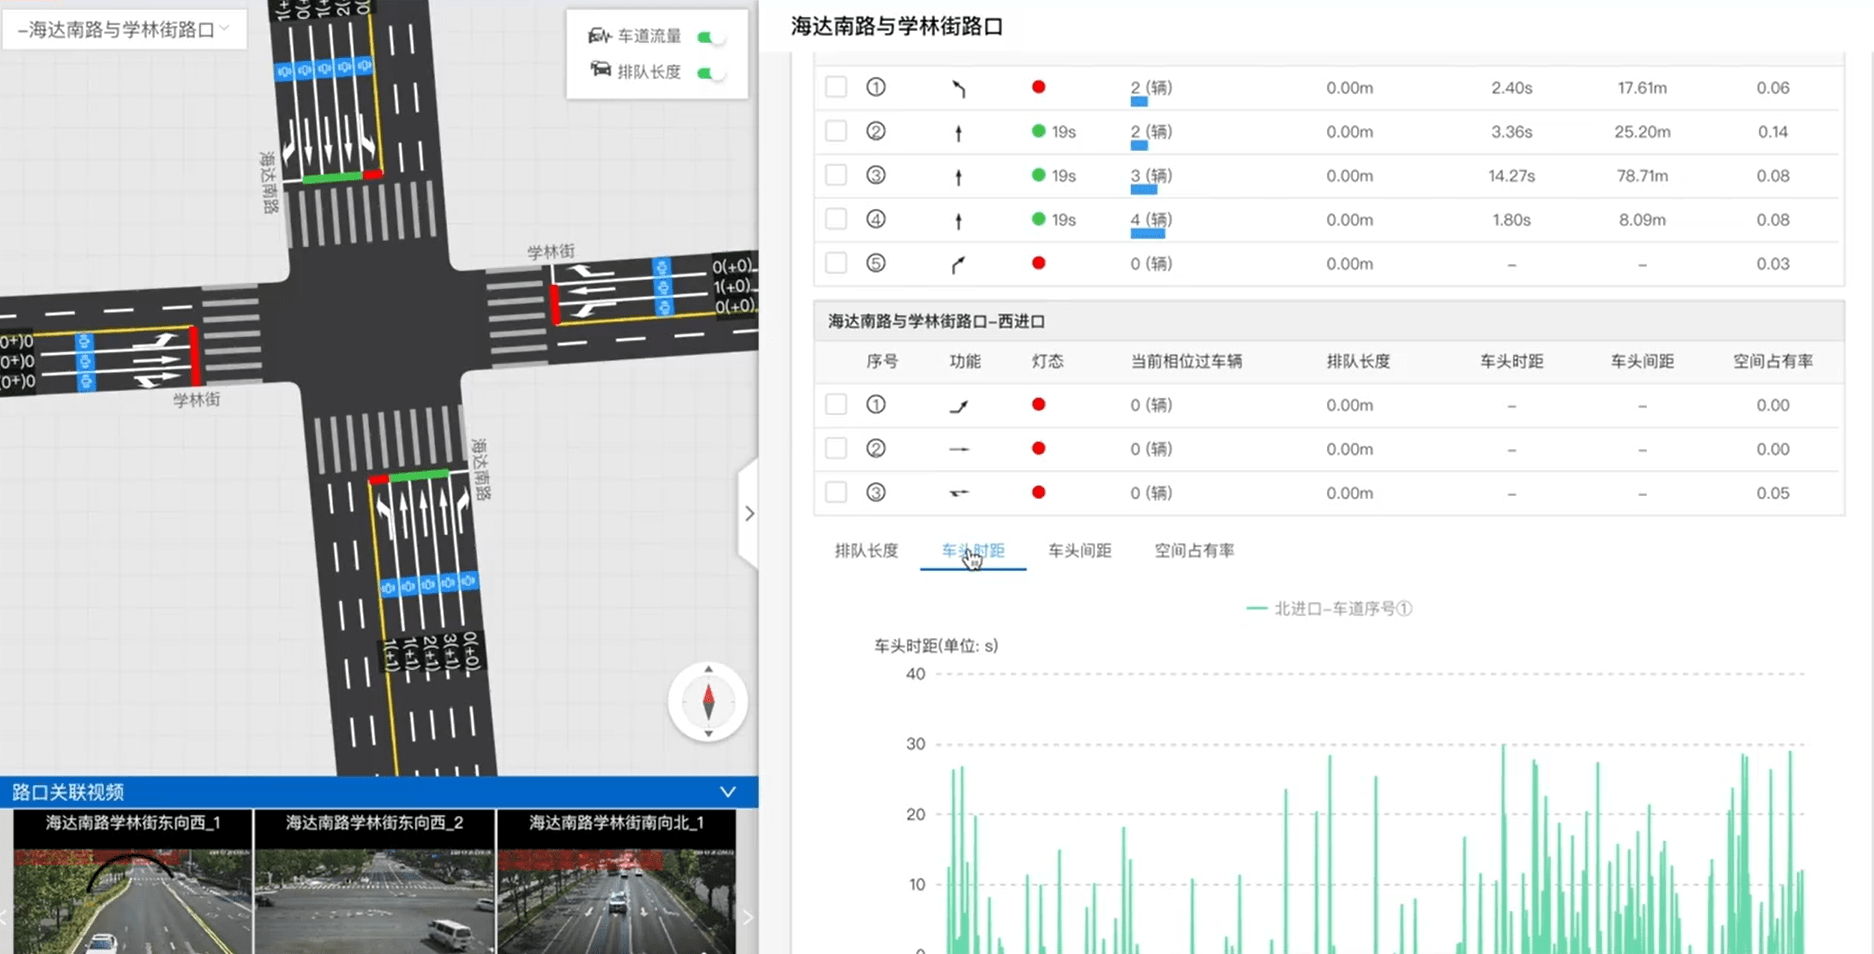 -海达南路与学林街路口
车道流量
排队长度
海达南路
学林街
0(+0)
1(+0)
0(+0)
0(+0)
0(+0)
0(+0)
学林街
海达南路
1(+1)
1(+1)
2(+1)
3(+1)
0(+0)
路口关联视频
海达南路学林街东向西_1
海达南路学林街东向西_2
海达南路学林街南向北_1
海达南路与学林街路口
① 2 (辆) 0.00m 2.40s 17.61m 0.06
② 19s 2 (辆) 0.00m 3.36s 25.20m 0.14
③ 19s 3 (辆) 0.00m 14.27s 78.71m 0.08
④ 19s 4 (辆) 0.00m 1.80s 8.09m 0.08
⑤ 0 (辆) 0.00m - - 0.03
海达南路与学林街路口-西进口
序号 功能 灯态 当前相位过车辆 排队长度 车头时距 车头间距 空间占有率
① 0 (辆) 0.00m - - 0.00
② 0 (辆) 0.00m - - 0.00
③ 0 (辆) 0.00m - - 0.05
排队长度 车头时距 车头间距 空间占有率
北进口-车道序号①
车头时距(单位: s)
40
30
20
10
0